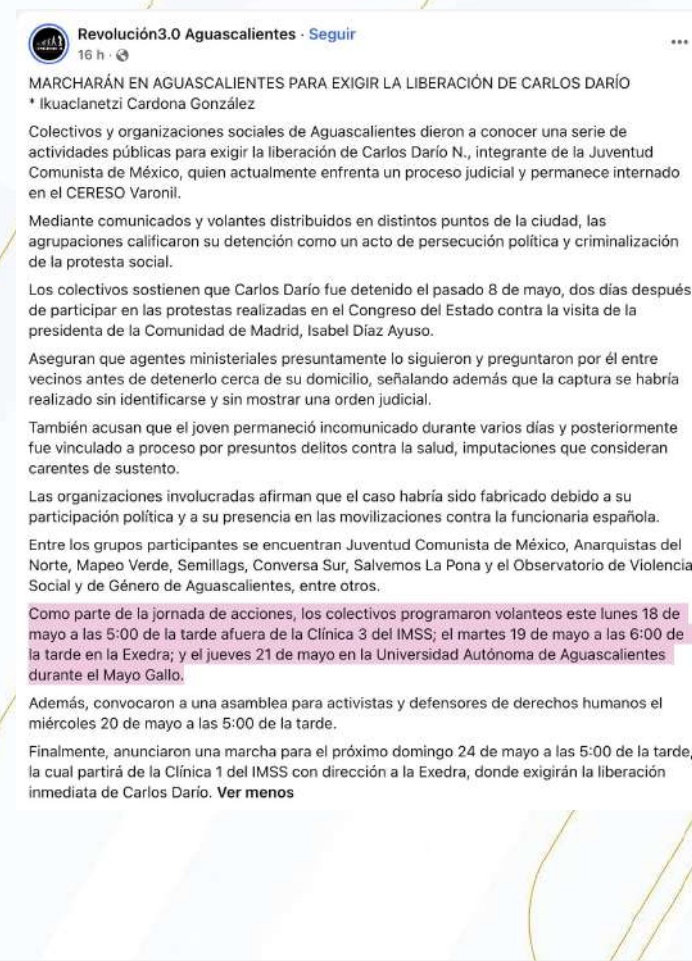 Revolución3.0 Aguascalientes · Seguir
16 h ·
MARCHARÁN EN AGUASCALIENTES PARA EXIGIR LA LIBERACIÓN DE CARLOS DARÍO
* Ikuaclanetzi Cardona González
Colectivos y organizaciones sociales de Aguascalientes dieron a conocer una serie de
actividades públicas para exigir la liberación de Carlos Darío N., integrante de la Juventud
Comunista de México, quien actualmente enfrenta un proceso judicial y permanece internado
en el CERESO Varonil.
Mediante comunicados y volantes distribuidos en distintos puntos de la ciudad, las
agrupaciones calificaron su detención como un acto de persecución política y criminalización
de la protesta social.
Los colectivos sostienen que Carlos Darío fue detenido el pasado 8 de mayo, dos días después
de participar en las protestas realizadas en el Congreso del Estado contra la visita de la
presidenta de la Comunidad de Madrid, Isabel Díaz Ayuso.
Aseguran que agentes ministeriales presuntamente lo siguieron y preguntaron por él entre
vecinos antes de detenerlo cerca de su domicilio, señalando además que la captura se habría
realizado sin identificarse y sin mostrar una orden judicial.
También acusan que el joven permaneció incomunicado durante varios días y posteriormente
fue vinculado a proceso por presuntos delitos contra la salud, imputaciones que consideran
carentes de sustento.
Las organizaciones involucradas afirman que el caso habría sido fabricado debido a su
participación política y a su presencia en las movilizaciones contra la funcionaria española.
Entre los grupos participantes se encuentran Juventud Comunista de México, Anarquistas del
Norte, Mapeo Verde, Semillags, Conversa Sur, Salvemos La Pona y el Observatorio de Violencia
Social y de Género de Aguascalientes, entre otros.
Como parte de la jornada de acciones, los colectivos programaron volanteos este lunes 18 de
mayo a las 5:00 de la tarde afuera de la Clínica 3 del IMSS; el martes 19 de mayo a las 6:00 de
la tarde en la Exedra; y el jueves 21 de mayo en la Universidad Autónoma de Aguascalientes
durante el Mayo Gallo.
Además, convocaron a una asamblea para activistas y defensores de derechos humanos el
miércoles 20 de mayo a las 5:00 de la tarde.
Finalmente, anunciaron una marcha para el próximo domingo 24 de mayo a las 5:00 de la tarde,
la cual partirá de la Clínica 1 del IMSS con dirección a la Exedra, donde exigirán la liberación
inmediata de Carlos Darío. Ver menos